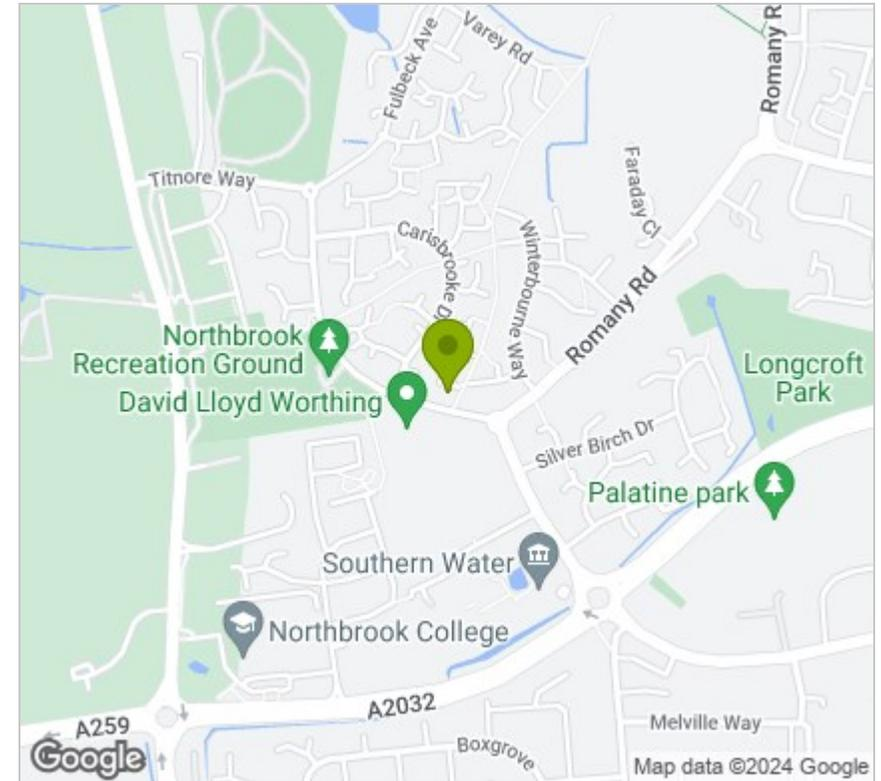 Romany R
Varey Rd
Fulbeck Ave
Titnore Way
Faraday Cl
Carisbrooke D
Winterbourne Way
Romany Rd
Northbrook
Recreation Ground
Longcroft
Park
David Lloyd Worthing
Silver Birch Dr
Palatine park
Southern Water
Northbrook College
A2032
A259
Melville Way
Boxgrove
Google
Map data ©2024 Google